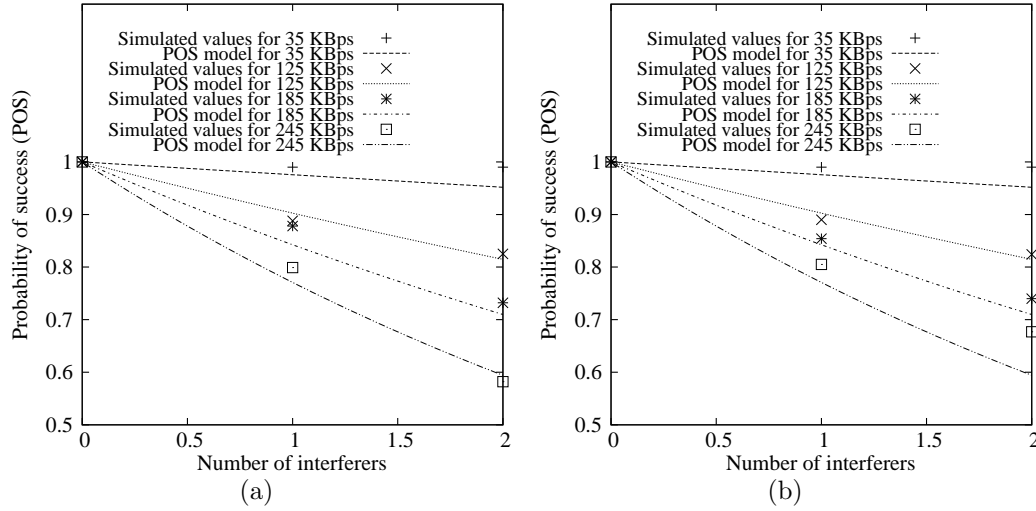 Simulated values for 35 KBps
POS model for 35 KBps
Simulated values for 125 KBps
POS model for 125 KBps
Simulated values for 185 KBps
POS model for 185 KBps
Simulated values for 245 KBps
POS model for 245 KBps
Probability of success (POS)
1
0.9
0.8
0.7
0.6
0.5
0
0.5
1
1.5
2
Number of interferers
(a)
Simulated values for 35 KBps
POS model for 35 KBps
Simulated values for 125 KBps
POS model for 125 KBps
Simulated values for 185 KBps
POS model for 185 KBps
Simulated values for 245 KBps
POS model for 245 KBps
Probability of success (POS)
1
0.9
0.8
0.7
0.6
0.5
0
0.5
1
1.5
2
Number of interferers
(b)